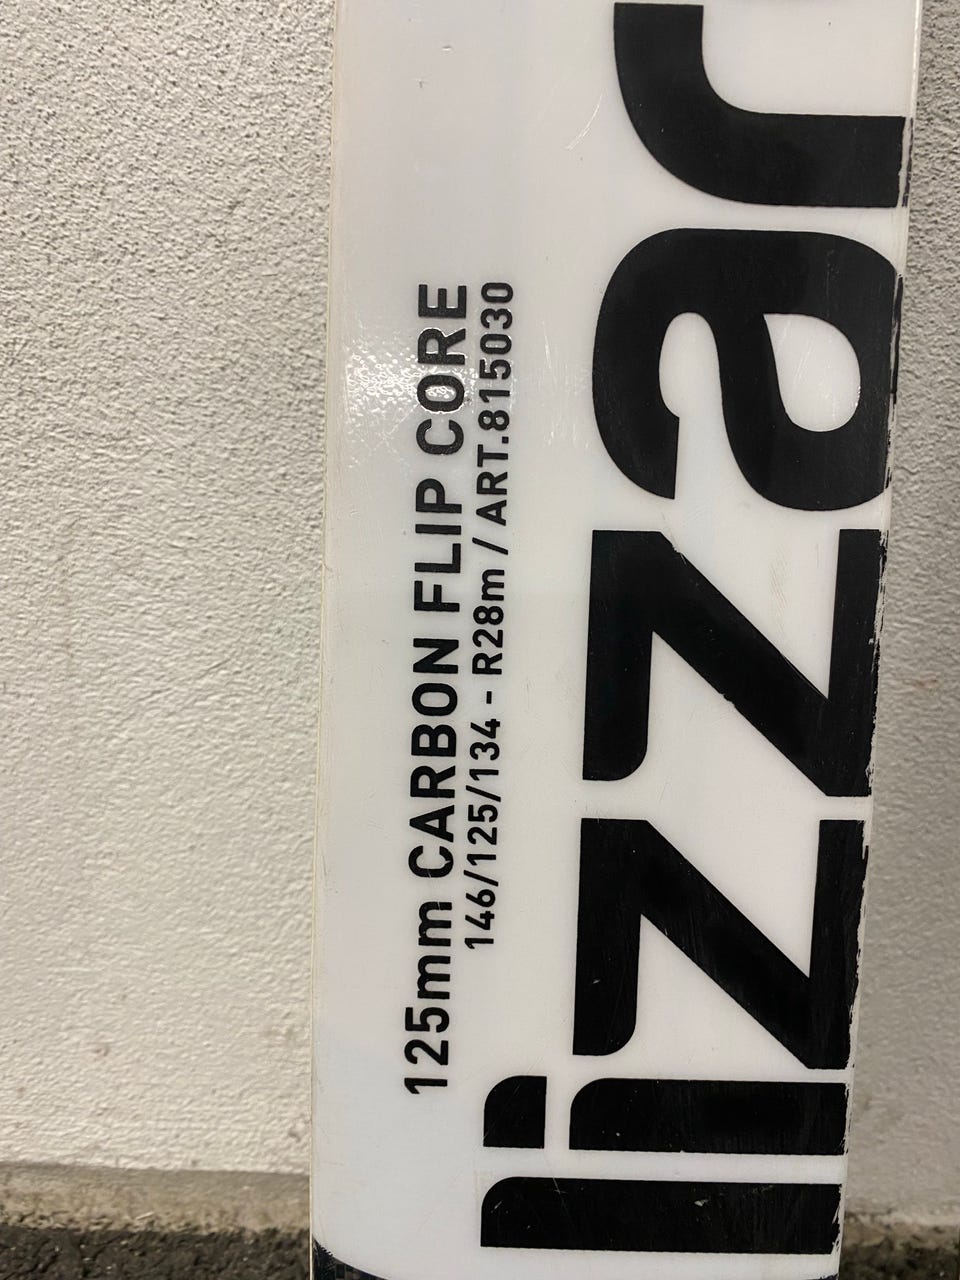 125mm CARBON FLIP CORE
146/125/134 - R28m / ART.815030
lizzar